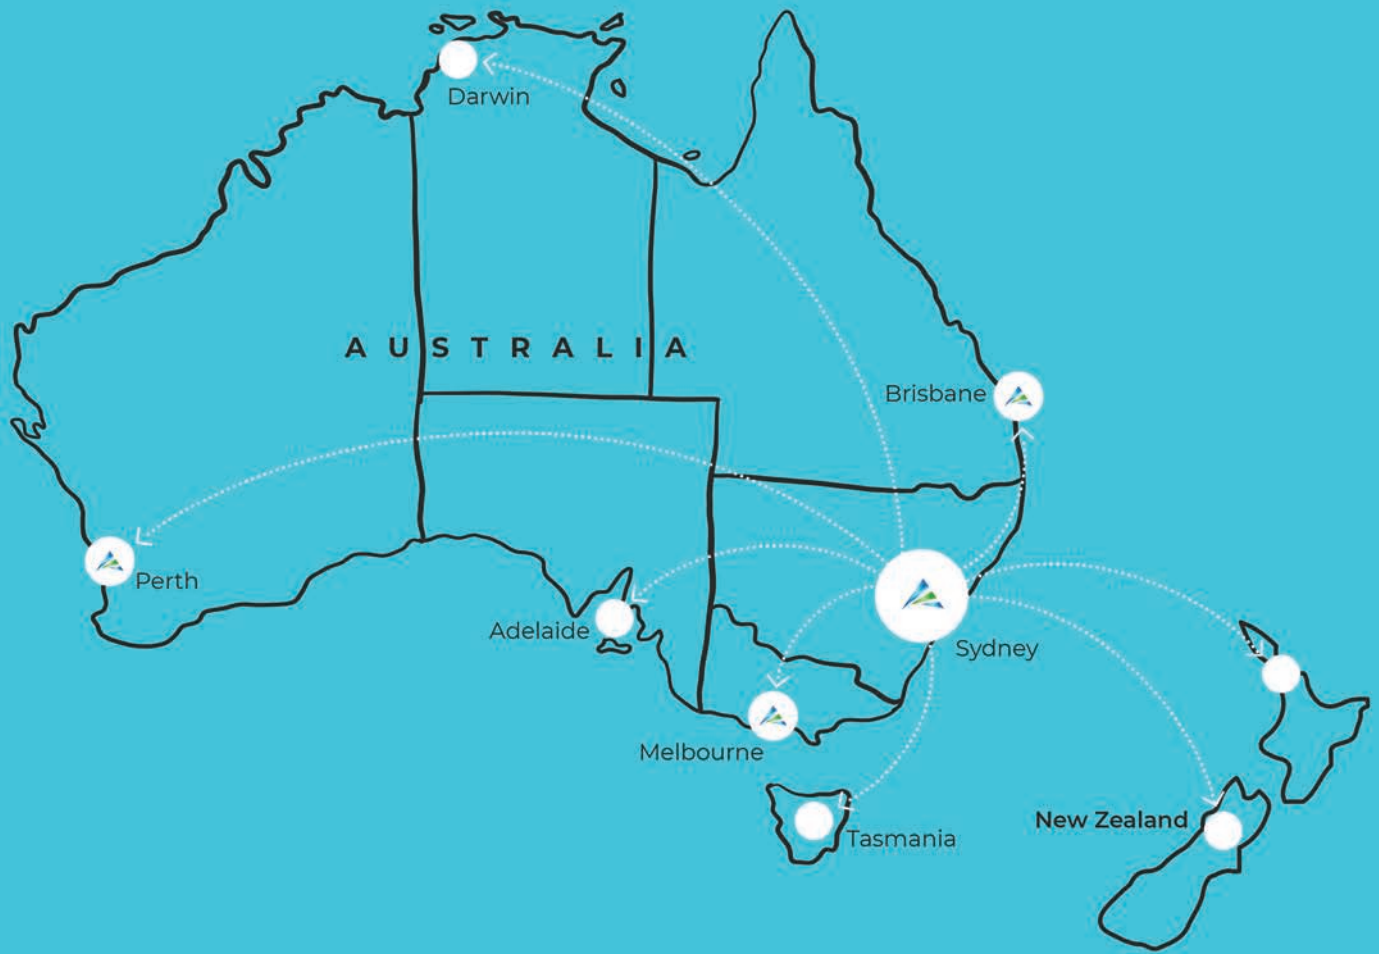 Darwin
AUSTRALIA
Brisbane
Perth
Adelaide
Sydney
Melbourne
New Zealand
Tasmania